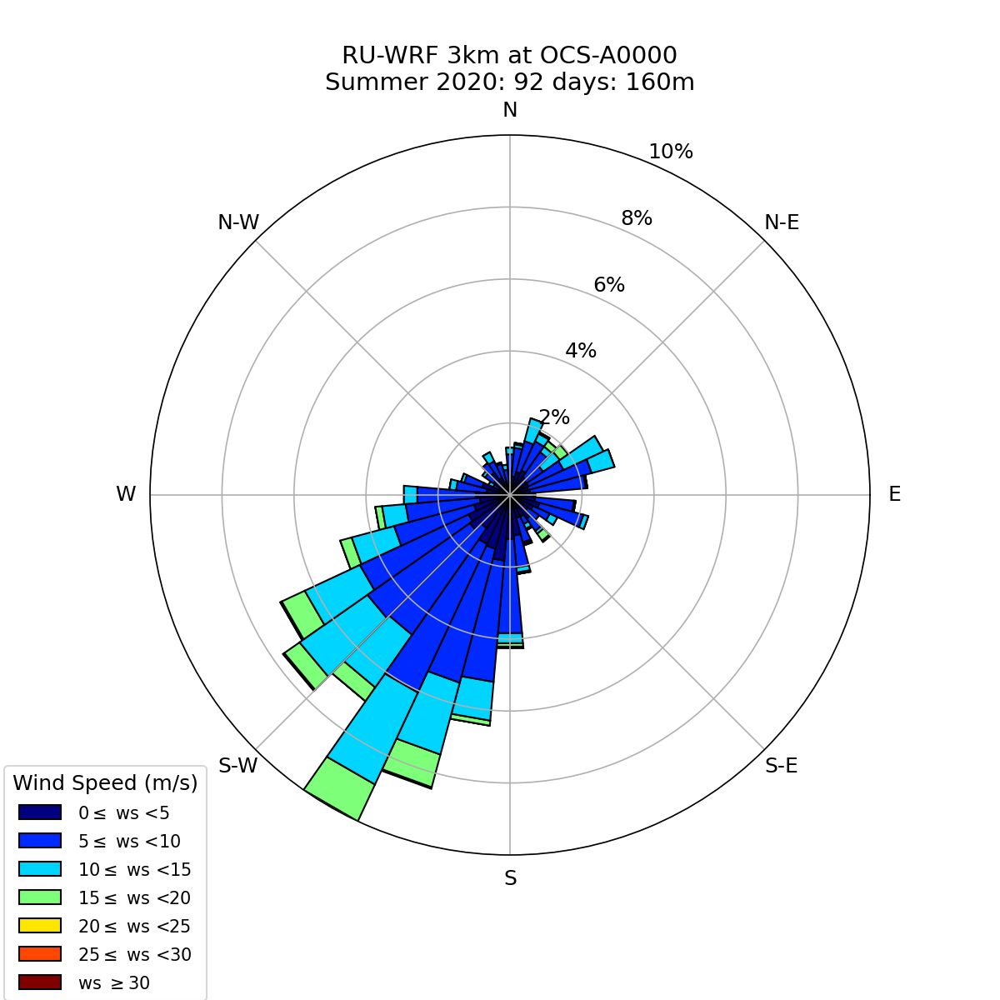 RU-WRF 3km at OCS-A0000
Summer 2020: 92 days: 160m
N
10%
N-W
8%
N-E
6%
4%
2%
W
E
S-W
S-E
S
Wind Speed (m/s)
0≤ ws <5
5≤ ws <10
10≤ ws <15
15≤ ws <20
20≤ ws <25
25≤ ws <30
ws ≥30